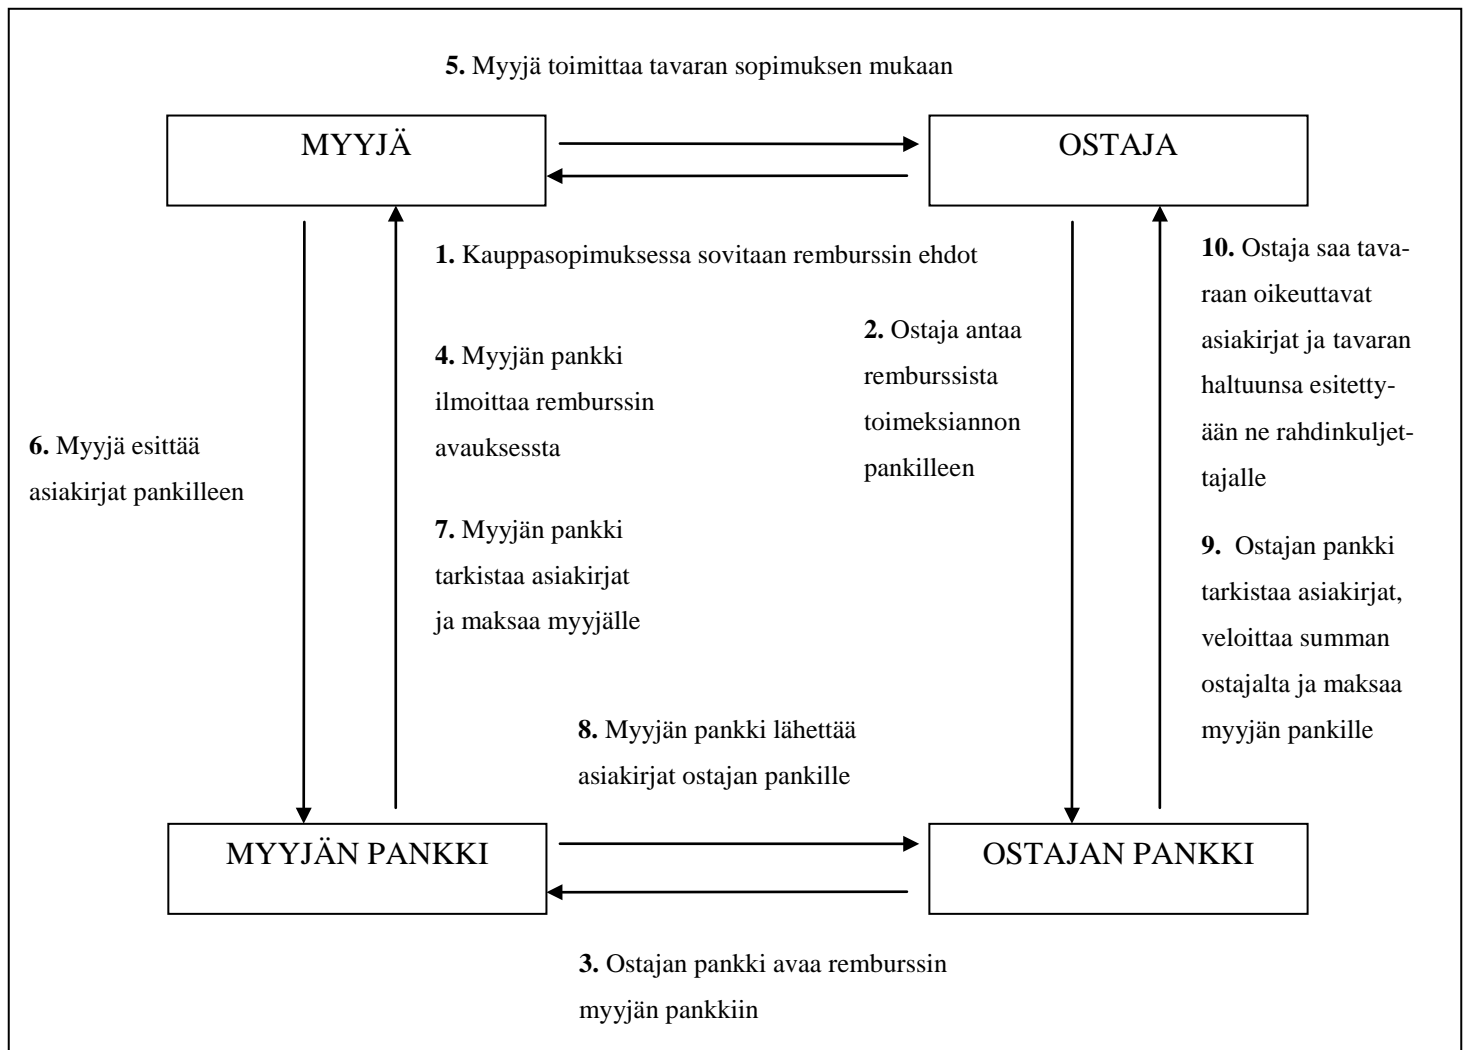 5. Myyjä toimittaa tavaran sopimuksen mukaan
MYYJÄ
OSTAJA
1. Kauppasopimuksessa sovitaan remburssin ehdot
10. Ostaja saa tava-
raan oikeuttavat
asiakirjat ja tavaran
haltuunsa esitetty-
ään ne rahdinkuljet-
tajalle
2. Ostaja antaa
remburssista
toimeksiannon
pankilleen
4. Myyjän pankki
ilmoittaa remburssin
avauksessta
6. Myyjä esittää
asiakirjat pankilleen
7. Myyjän pankki
tarkistaa asiakirjat
ja maksaa myyjälle
9. Ostajan pankki
tarkistaa asiakirjat,
veloittaa summan
ostajalta ja maksaa
myyjän pankille
8. Myyjän pankki lähettää
asiakirjat ostajan pankille
MYYJÄN PANKKI
OSTAJAN PANKKI
3. Ostajan pankki avaa remburssin
myyjän pankkiin